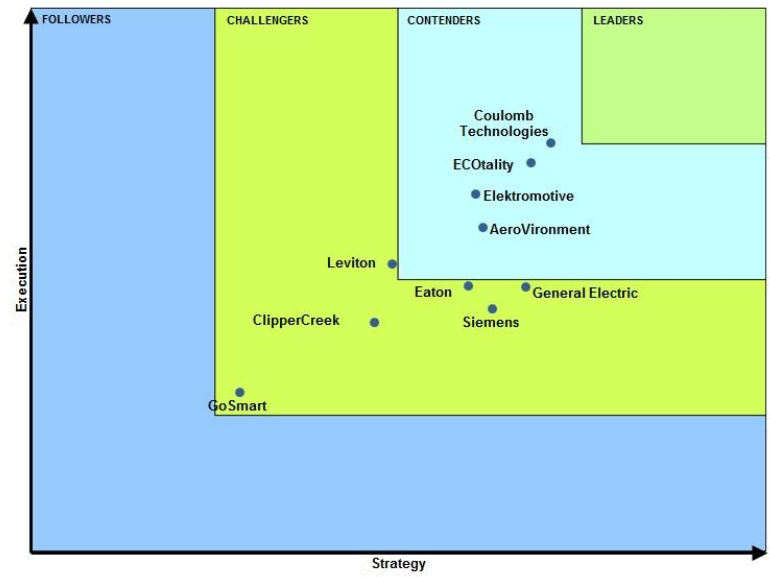 FOLLOWERS
CHALLENGERS
CONTENDERS
LEADERS
Coulomb
Technologies
ECOtality
Elektromotive
AeroVironment
Leviton
Eaton
General Electric
ClipperCreek
Siemens
GoSmart
Execution
Strategy